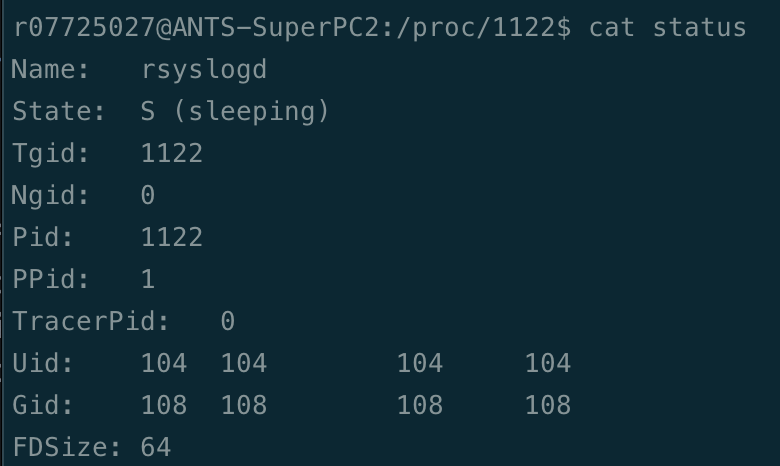 r07725027@ANTS-SuperPC2:/proc/1122$ cat status
Name:   rsyslogd
State:  S (sleeping)
Tgid:   1122
Ngid:   0
Pid:    1122
PPid:   1
TracerPid:   0
Uid:    104  104        104     104
Gid:    108  108        108     108
FDSize: 64